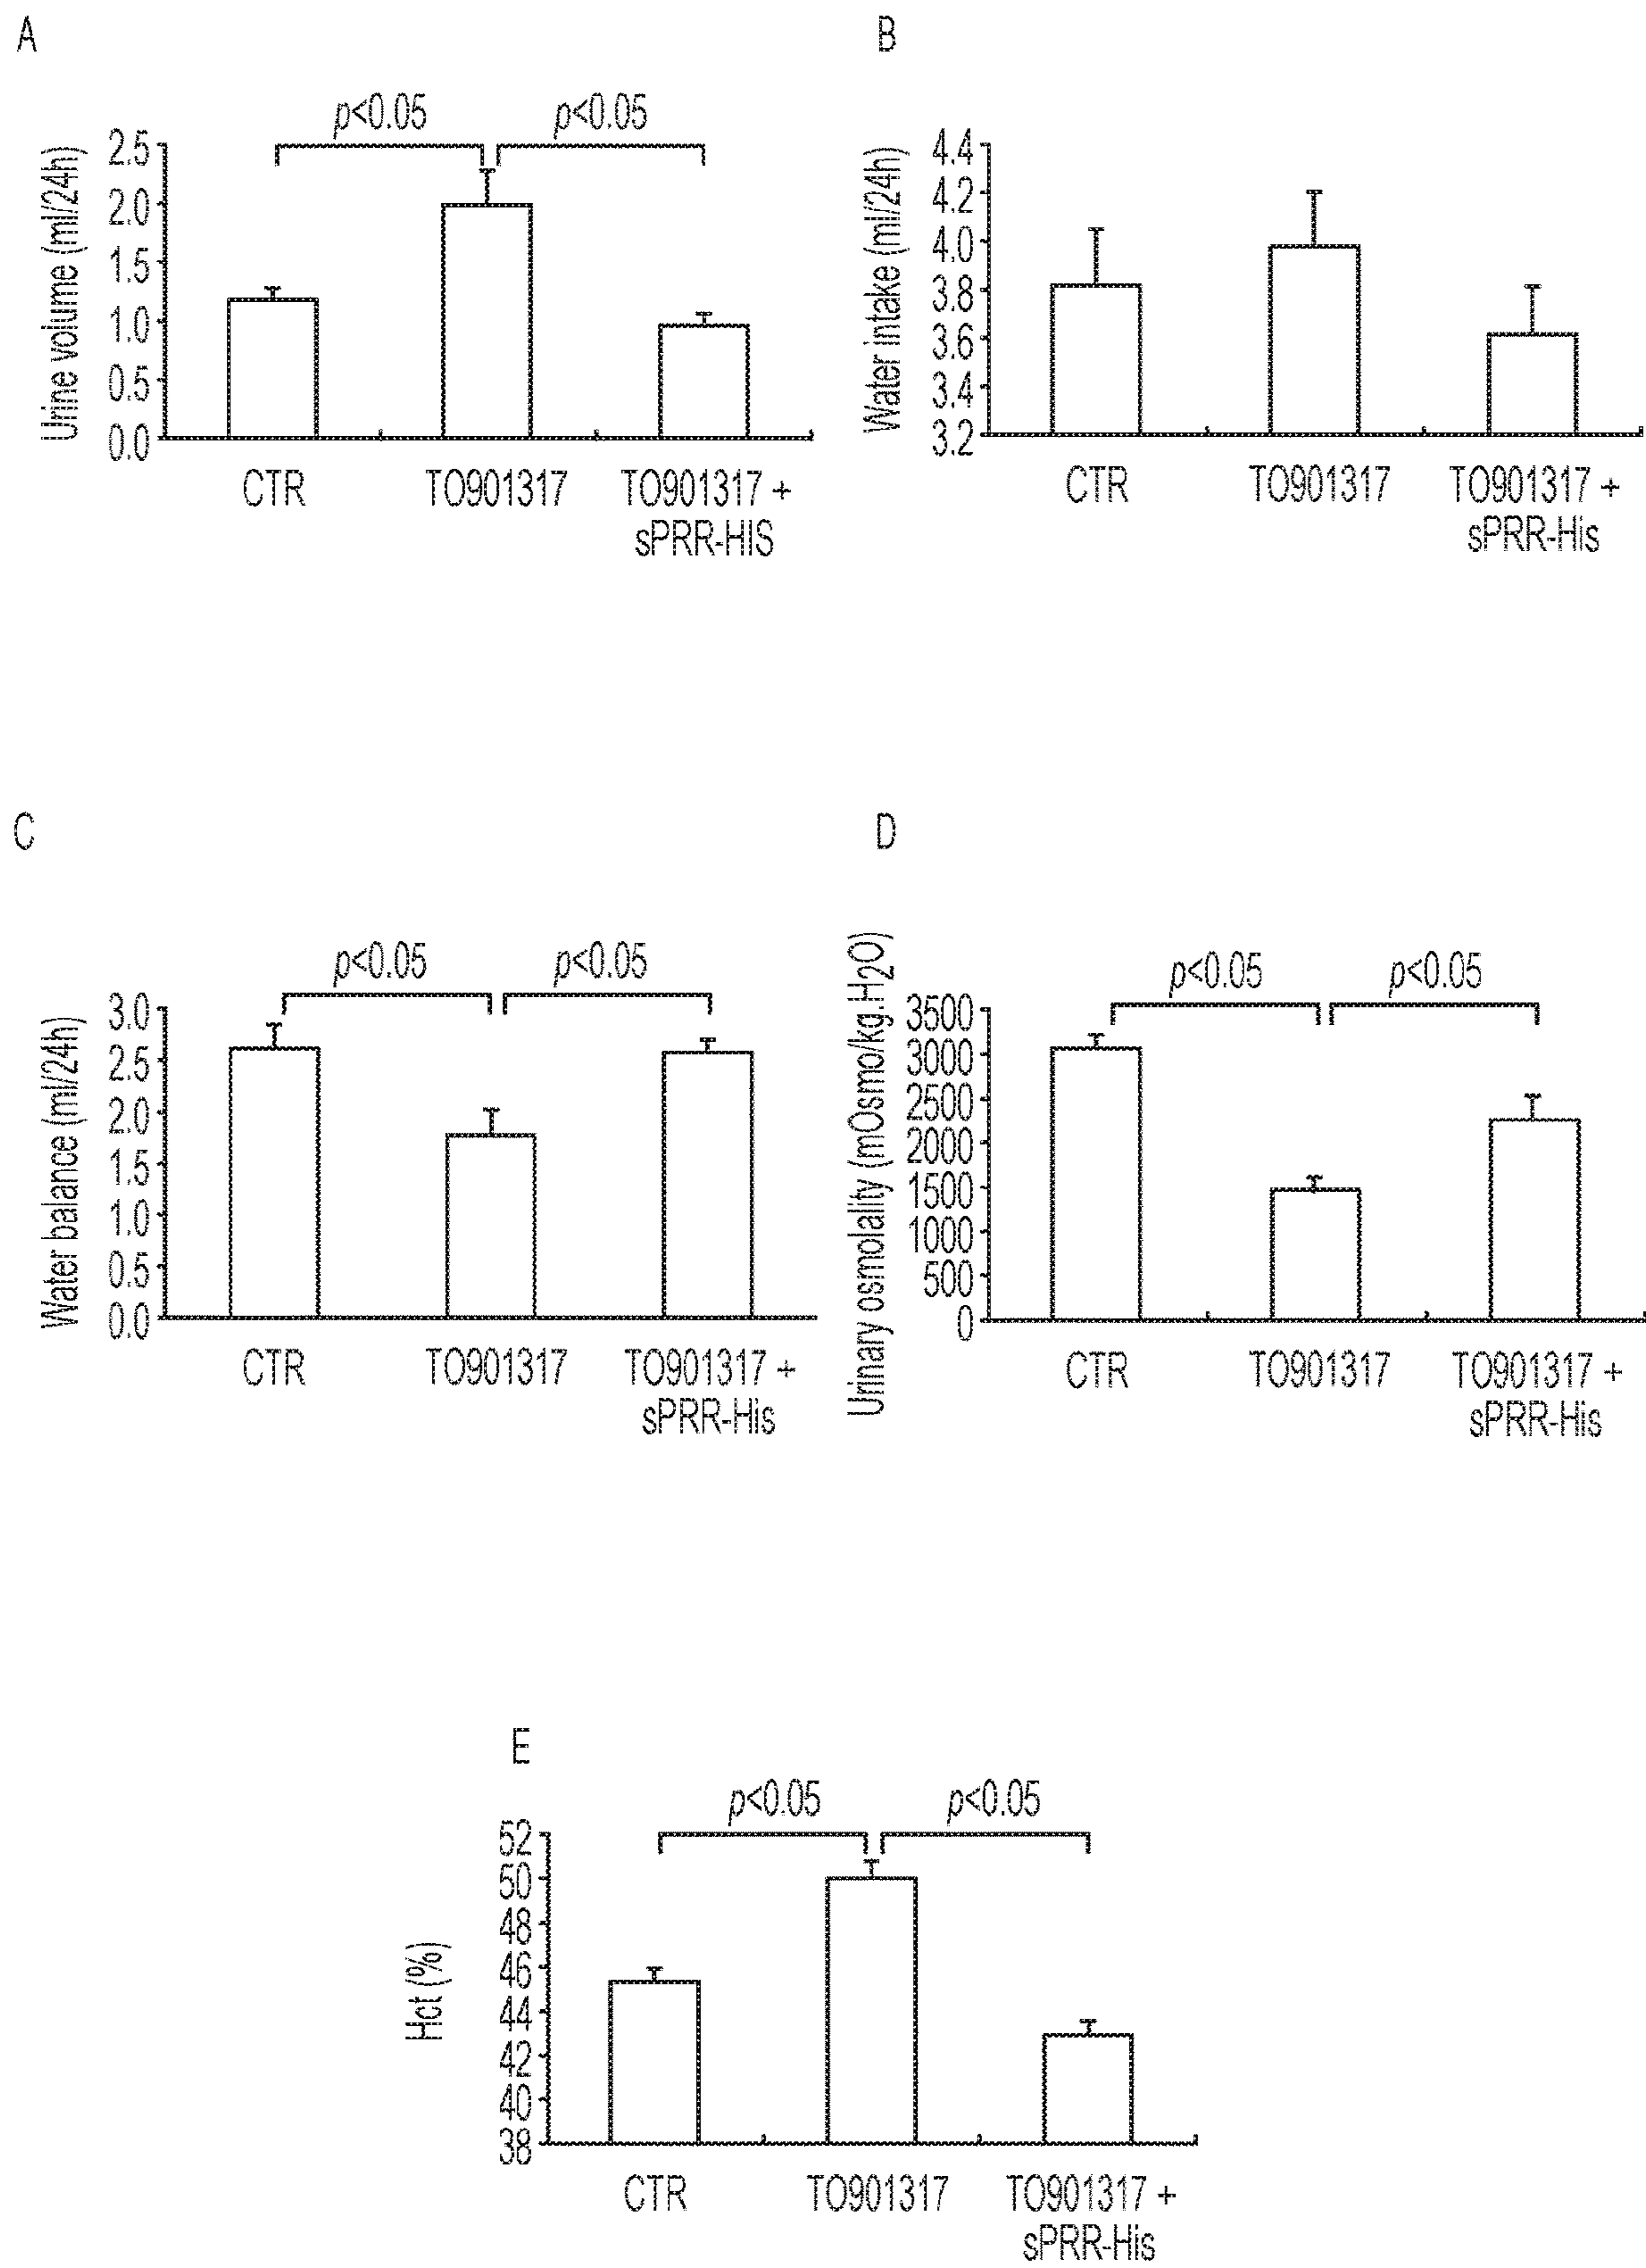 A
p<0.05 p<0.05
Urine volume (ml/24h)
2.5
2.0
1.5
1.0
0.5
0.0
CTR TO901317 TO901317 +
sPRR-HIS
B
Water intake (ml/24h)
4.4
4.2
4.0
3.8
3.6
3.4
3.2
CTR TO901317 TO901317 +
sPRR-His
C
p<0.05 p<0.05
Water balance (ml/24h)
3.0
2.5
2.0
1.5
1.0
0.5
0.0
CTR TO901317 TO901317 +
sPRR-His
D
p<0.05 p<0.05
Urinary osmolality (mOsmo/kg.H2O)
3500
3000
2500
2000
1500
1000
500
0
CTR TO901317 TO901317 +
sPRR-His
E
p<0.05 p<0.05
Hct (%)
52
50
48
46
44
42
40
38
CTR TO901317 TO901317 +
sPRR-His